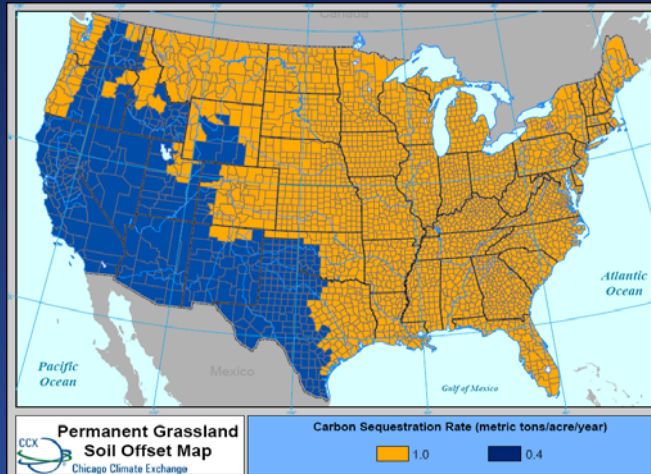 Canada
Atlantic
Ocean
Pacific
Ocean
Mexico
Gulf of Mexico
CCX
Permanent Grassland
Soil Offset Map
Chicago Climate Exchange
Carbon Sequestration Rate (metric tons/acre/year)
1.0
0.4